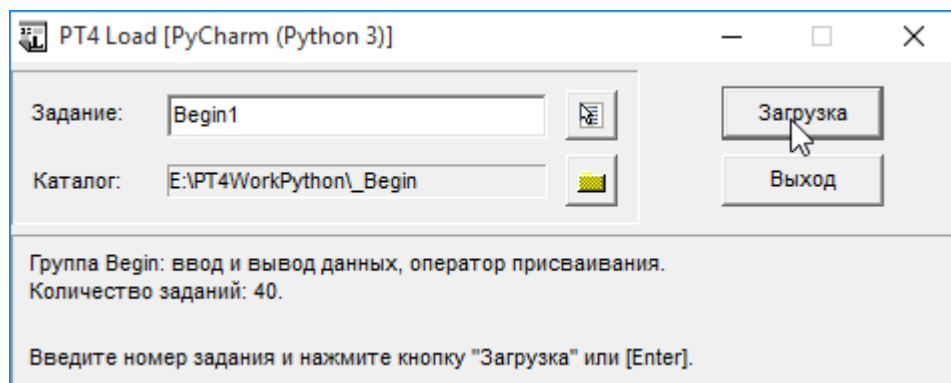 PT4 Load [PyCharm (Python 3)]
Задание:
Begin1
Загрузка
Каталог:
E:\PT4WorkPython\_Begin
Выход
Группа Begin: ввод и вывод данных, оператор присваивания.
Количество заданий: 40.
Введите номер задания и нажмите кнопку "Загрузка" или [Enter].